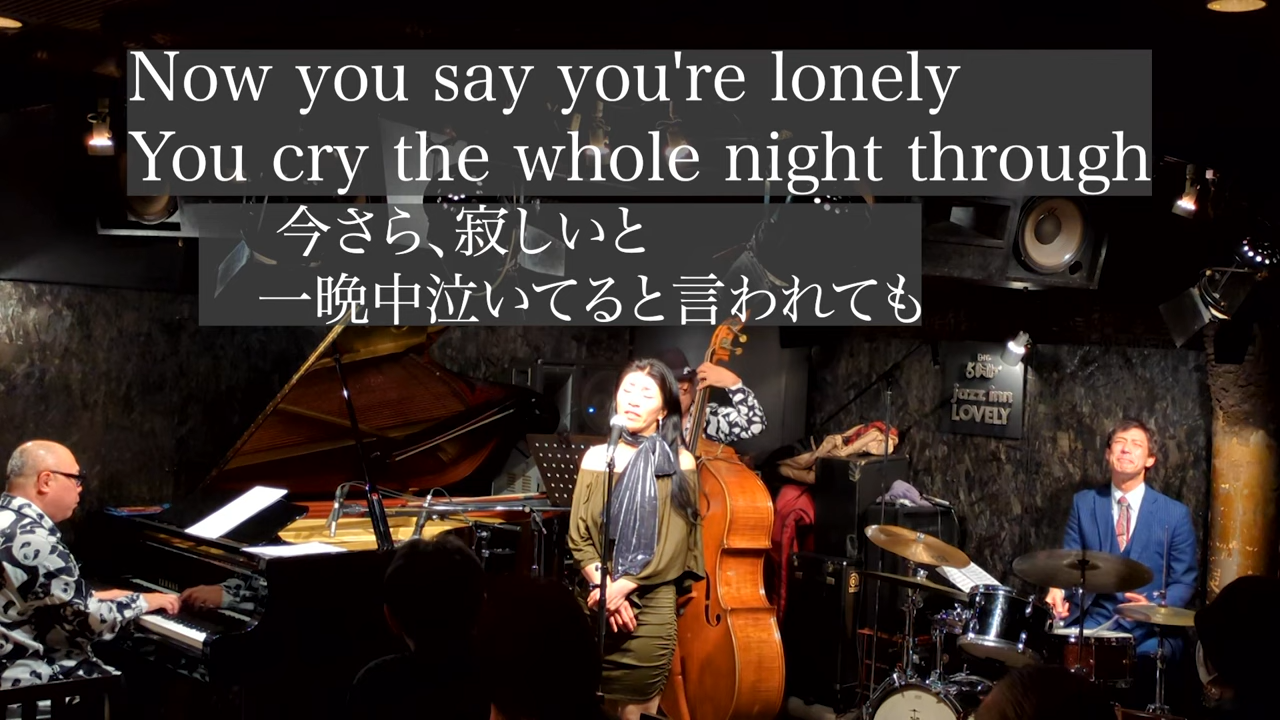 Now you say you're lonely
You cry the whole night through
今さら、寂しいと
一晩中泣いてると言われても
jazz inn
LOVELY